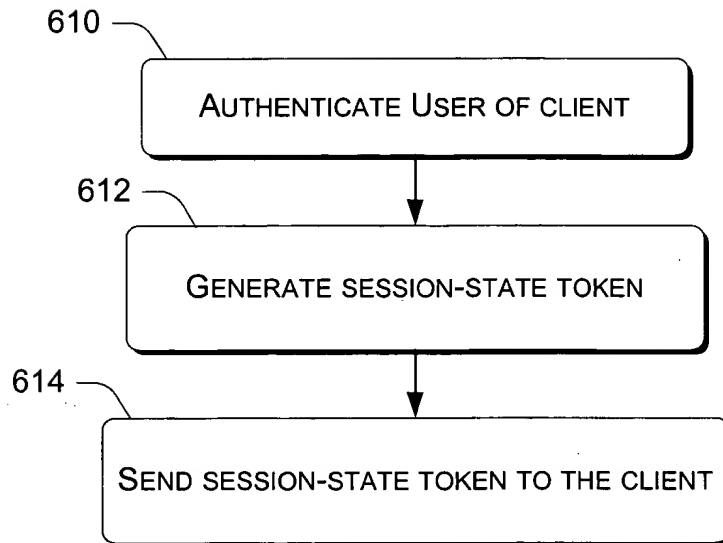 610
AUTHENTICATE USER OF CLIENT
612
GENERATE SESSION-STATE TOKEN
614
SEND SESSION-STATE TOKEN TO THE CLIENT